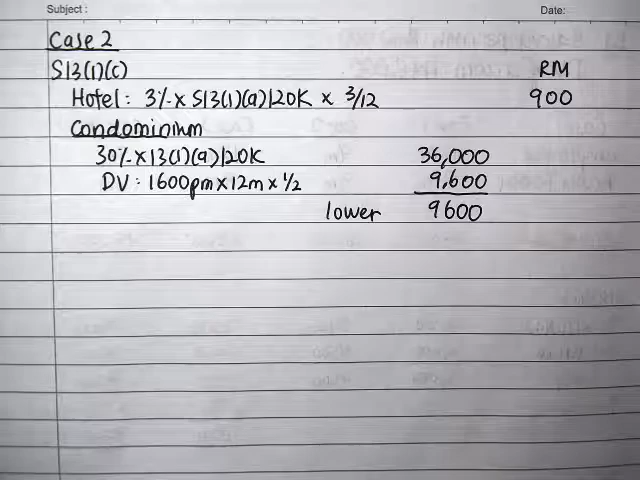 Subject : Date:
Case 2
S13(1)(c) RM
Hotel: 3% x S13(1)(a)120K x 3/12 900
Condominium
30% x 13(1)(a)120K 36,000
DV: 1600pm x 12m x 1/2 9,600
lower 9600